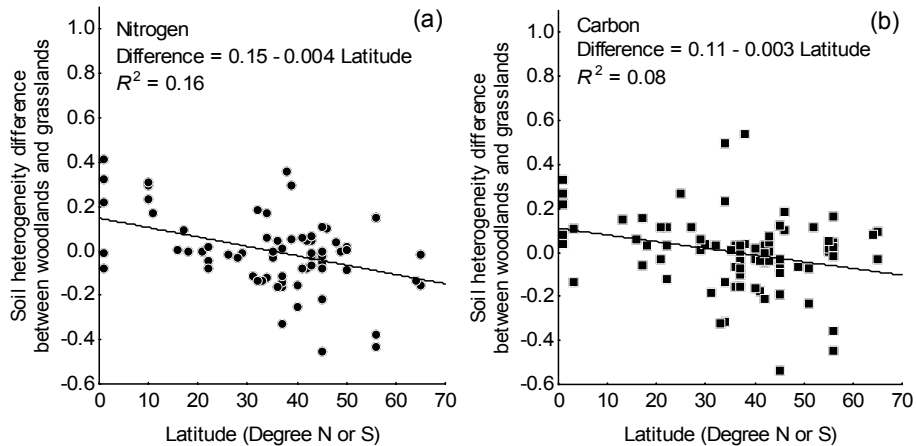 (a)
Nitrogen
Difference = 0.15 - 0.004 Latitude
R² = 0.16
Soil heterogeneity difference
between woodlands and grasslands
1.0
0.8
0.6
0.4
0.2
0.0
-0.2
-0.4
-0.6
0 10 20 30 40 50 60 70
Latitude (Degree N or S)
(b)
Carbon
Difference = 0.11 - 0.003 Latitude
R² = 0.08
Soil heterogeneity difference
between woodlands and grasslands
1.0
0.8
0.6
0.4
0.2
0.0
-0.2
-0.4
-0.6
0 10 20 30 40 50 60 70
Latitude (Degree N or S)